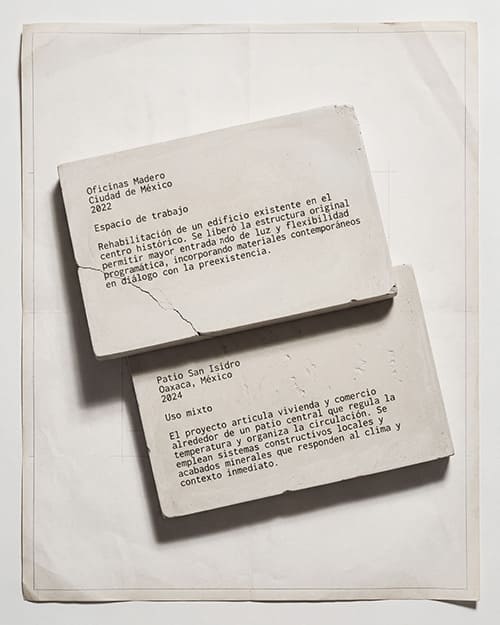 Oficinas Madero
Ciudad de México
2022
Espacio de trabajo
Rehabilitación de un edificio existente en el
centro histórico. Se liberó la estructura original
permitir mayor entrada ndo de luz y flexibilidad
programática, incorporando materiales contemporáneos
en diálogo con la preexistencia.
Patio San Isidro
Oaxaca, México
2024
Uso mixto
El proyecto articula vivienda y comercio
alrededor de un patio central que regula la
temperatura y organiza la circulación. Se
emplean sistemas constructivos locales y
acabados minerales que responden al clima y
contexto inmediato.